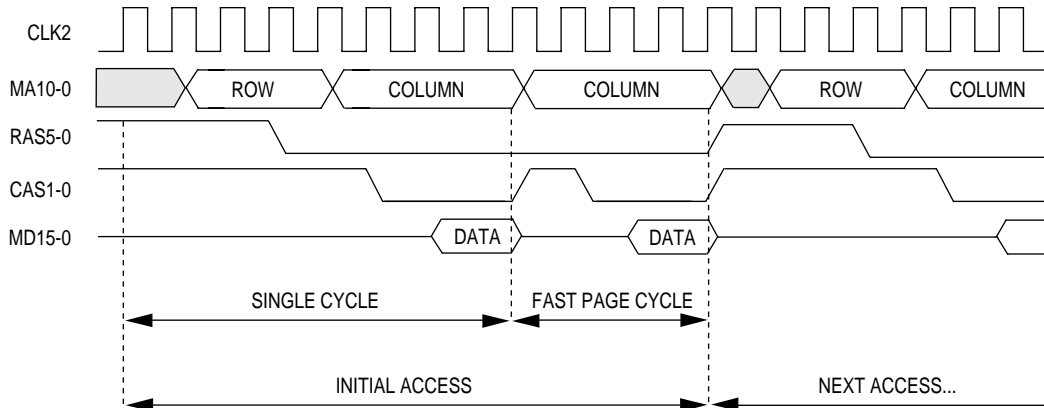 CLK2
MA10-0 ROW COLUMN COLUMN ROW COLUMN
RAS5-0
CAS1-0
MD15-0 DATA DATA
SINGLE CYCLE FAST PAGE CYCLE
INITIAL ACCESS NEXT ACCESS...